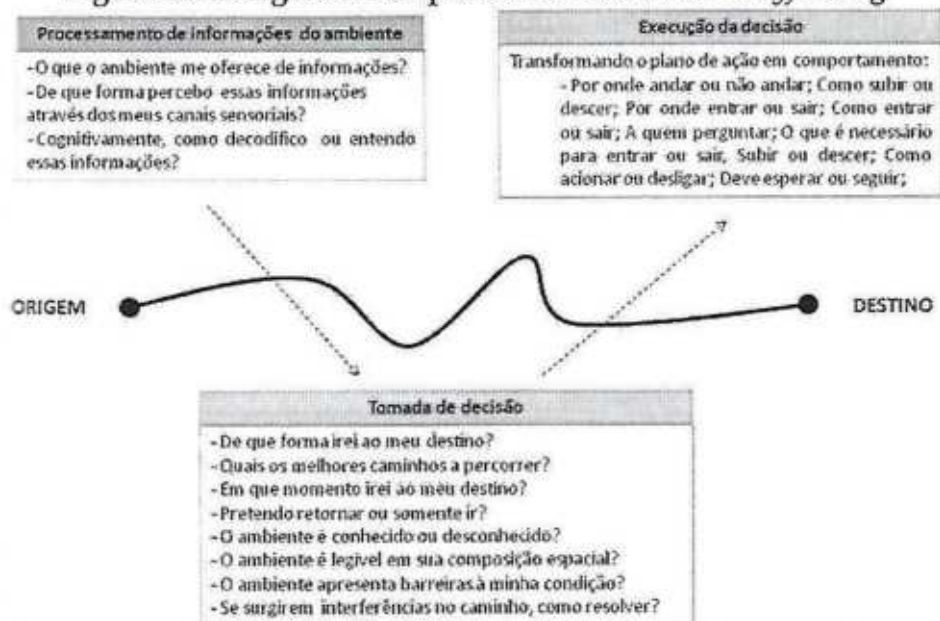 Processamento de informações do ambiente
-O que o ambiente me oferece de informações?
-De que forma percebo essas informações
através dos meus canais sensoriais?
-Cognitivamente, como decodifico ou entendo
essas informações?
Execução da decisão
Transformando o plano de ação em comportamento:
- Por onde andar ou não andar; Como subir ou
descer; Por onde entrar ou sair; Como entrar
ou sair; A quem perguntar; O que é necessário
para entrar ou sair, Subir ou descer; Como
acionar ou desligar; Deve esperar ou seguir;
ORIGEM
DESTINO
Tomada de decisão
-De que forma irei ao meu destino?
-Quais os melhores caminhos a percorrer?
-Em que momento irei ao meu destino?
-Pretendo retornar ou somente ir?
-O ambiente é conhecido ou desconhecido?
-O ambiente é legível em sua composição espacial?
-O ambiente apresenta barreiras à minha condição?
-Se surgirem interferências no caminho, como resolver?